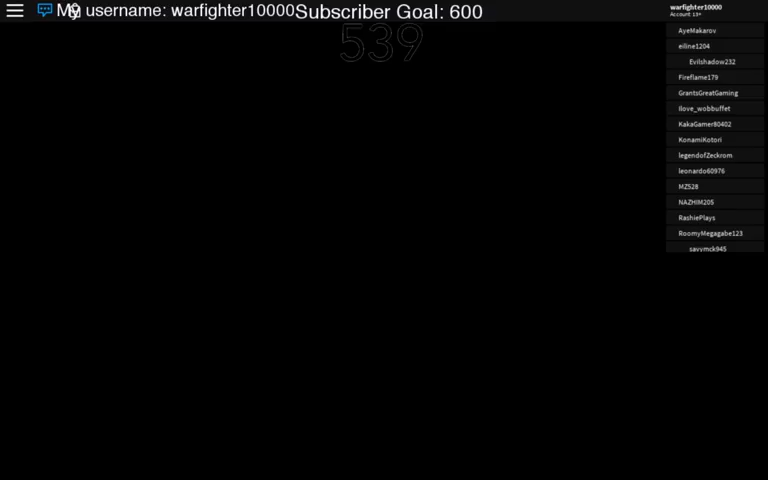 My username: warfighter10000
Subscriber Goal: 600
539
warfighter10000
Account: 13+
AyeMakarov
eiline1204
Evilshadow232
Fireflame179
GrantsGreatGaming
Ilove_wobbuffet
KakaGamer80402
KonamiKotori
legendofZeckrom
leonardo60976
MZ528
NAZHIM205
RashiePlays
RoomyMegagabe123
savymck945